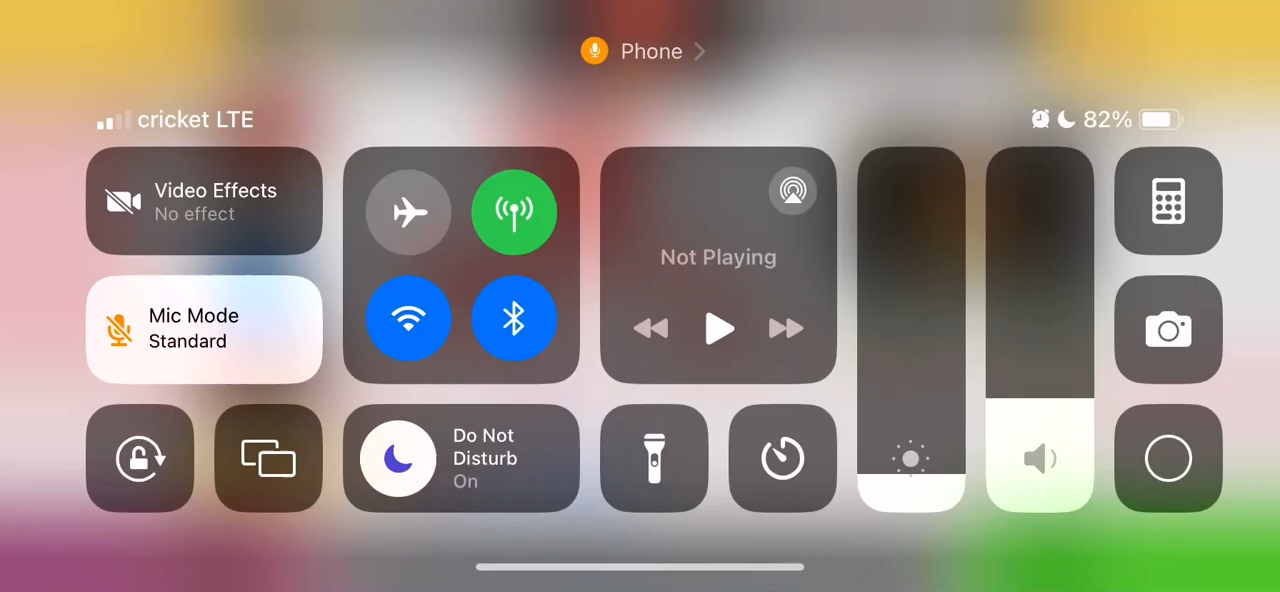 Phone
cricket LTE
82%
Video Effects
No effect
Mic Mode
Standard
Not Playing
Do Not
Disturb
On